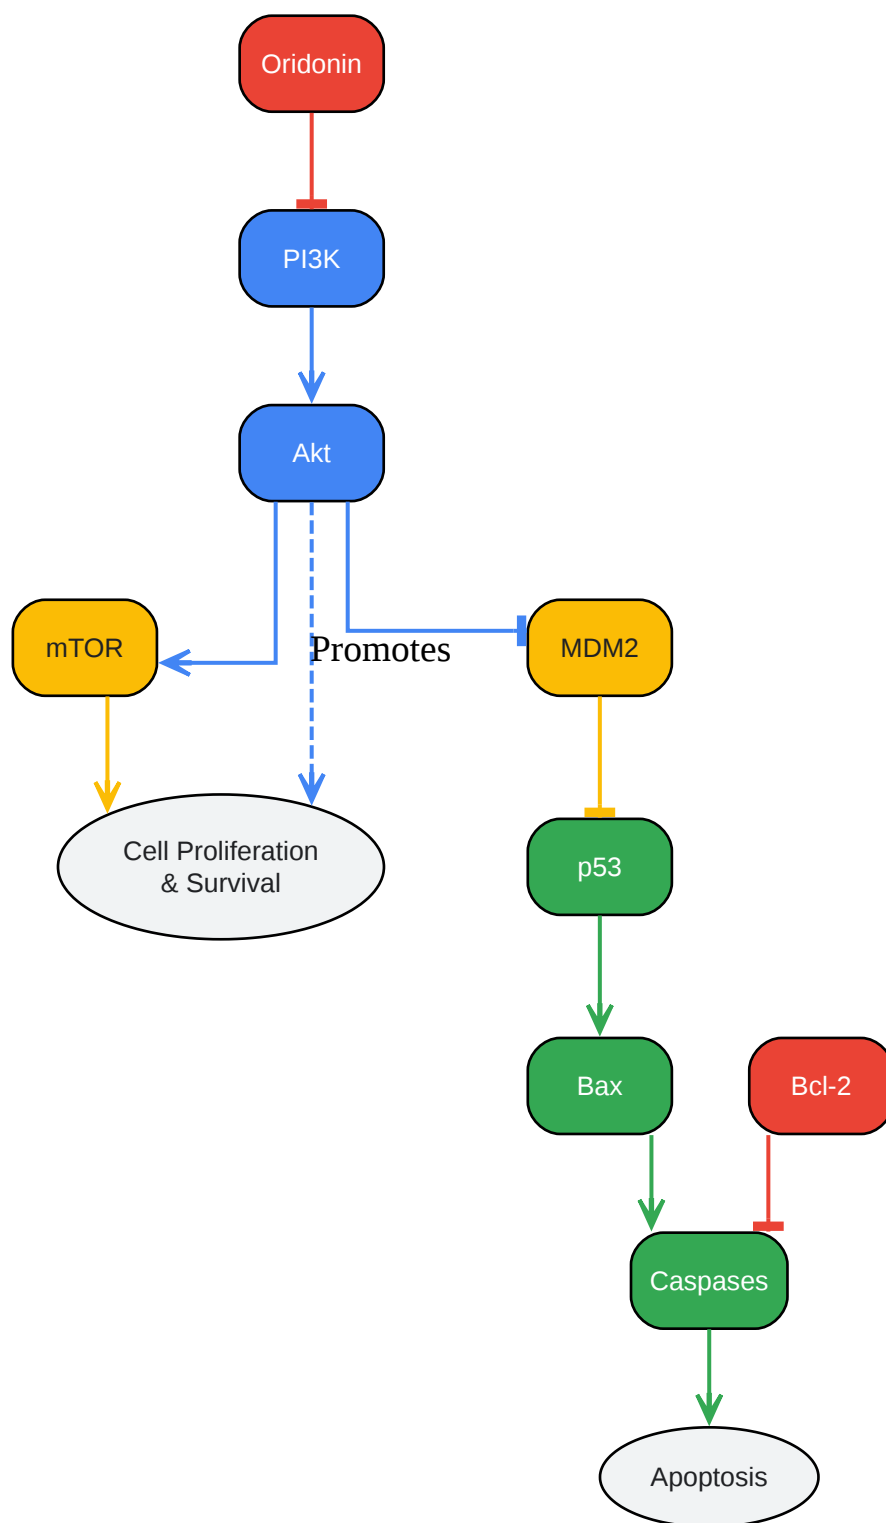 Oridonin
PI3K
Akt
mTOR
Promotes
MDM2
Cell Proliferation
& Survival
p53
Bax
Bcl-2
Caspases
Apoptosis